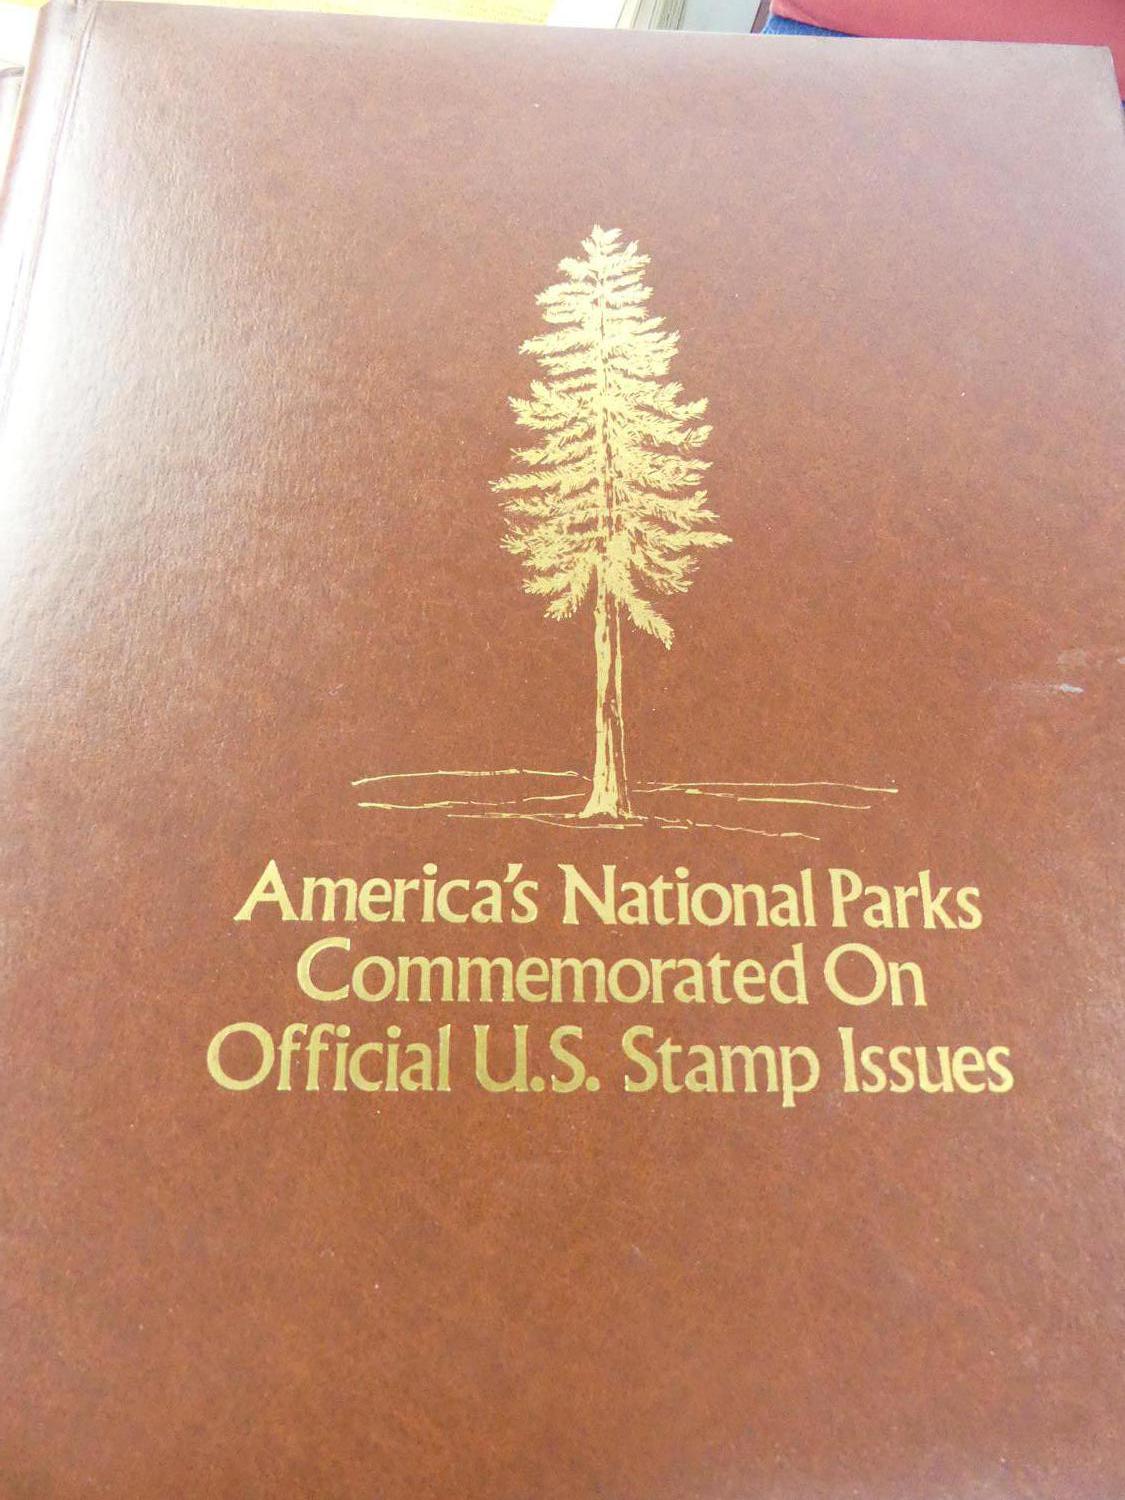 America's National Parks
Commemorated On
Official U.S. Stamp Issues